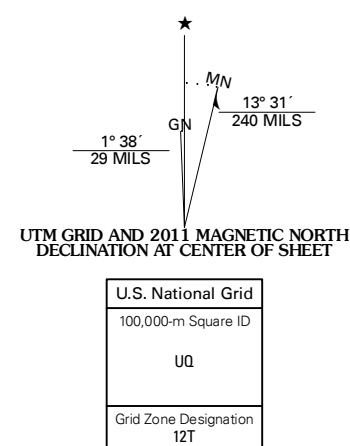 ★
MN
GN
13° 31´
240 MILS
1° 38´
29 MILS
UTM GRID AND 2011 MAGNETIC NORTH
DECLINATION AT CENTER OF SHEET
U.S. National Grid
100,000-m Square ID
UQ
Grid Zone Designation
12T